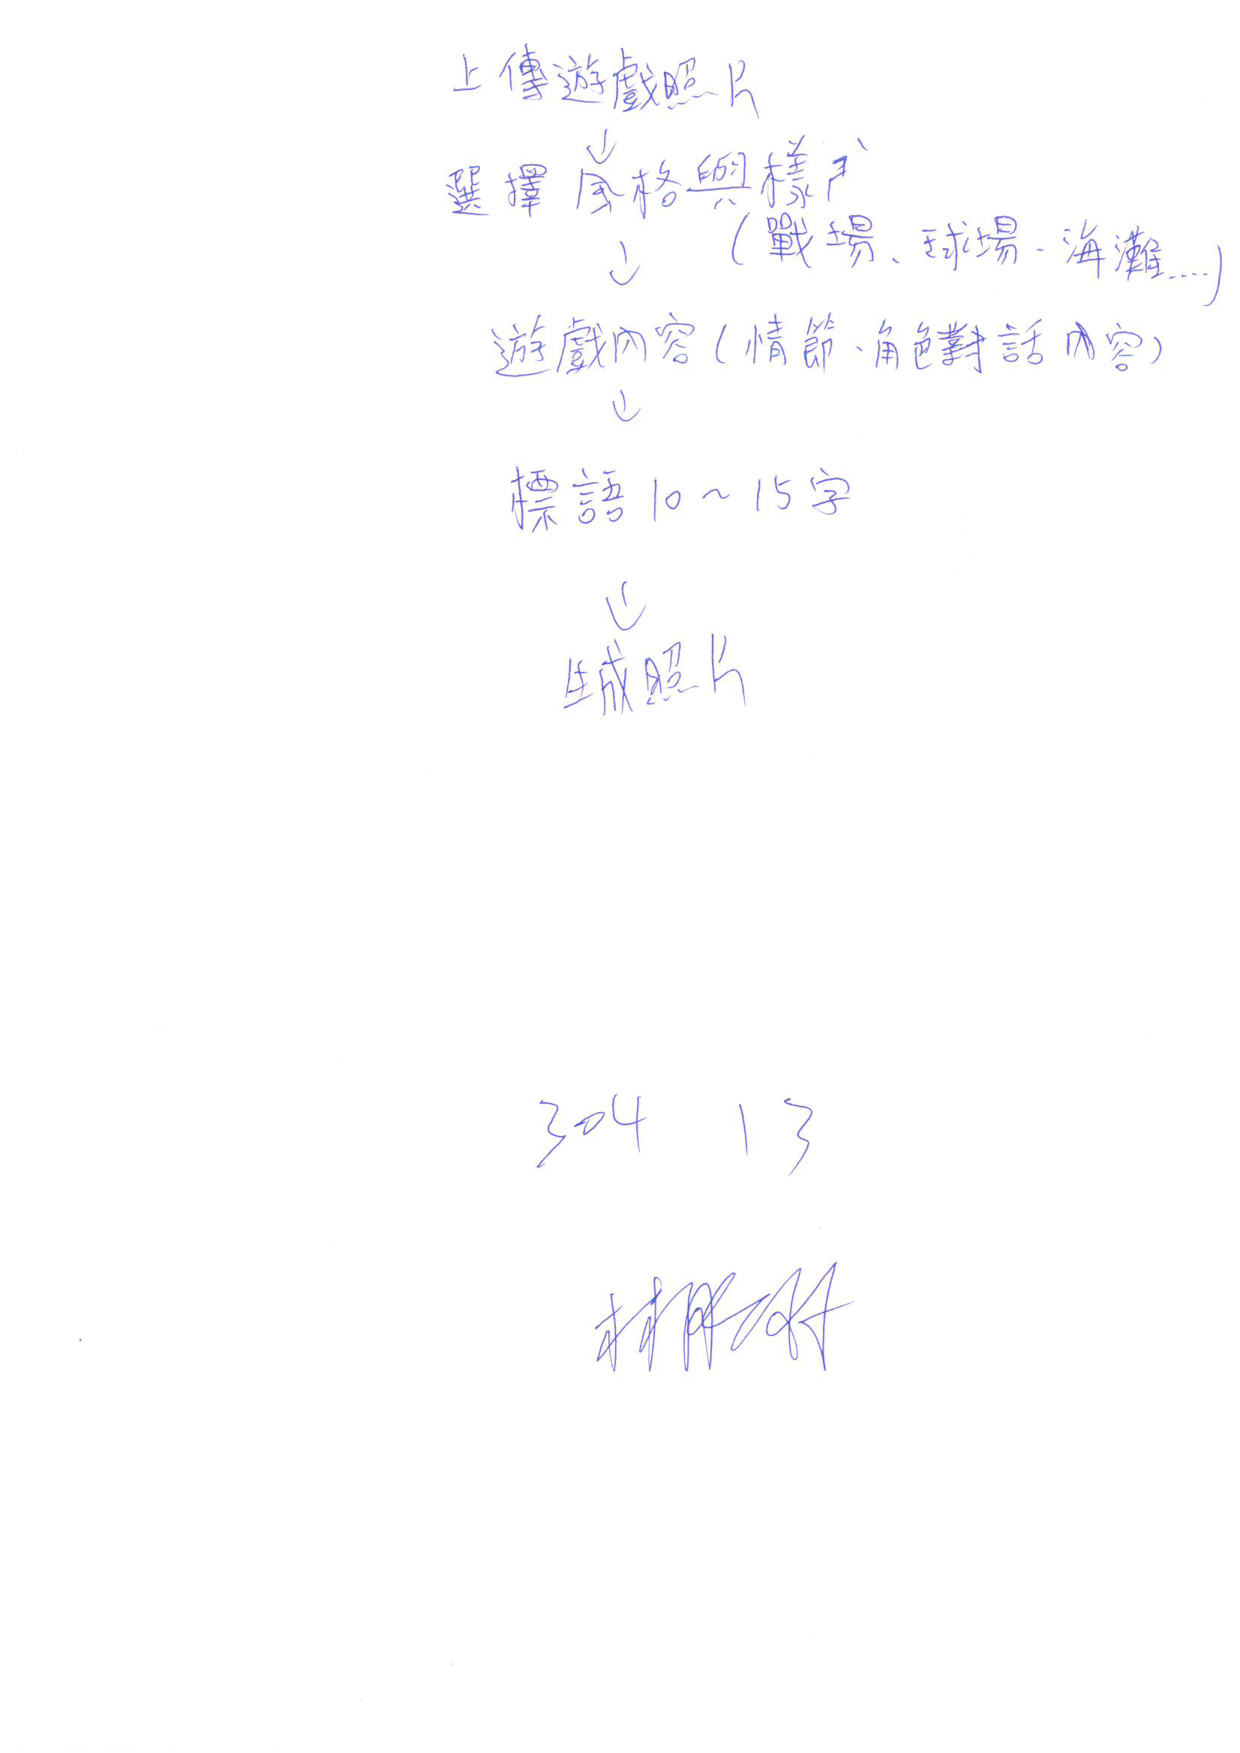 上傳遊戲照片
↓
選擇風格與樣式
(戰場、球場、海灘....)
↓
遊戲內容(情節、角色對話內容)
↓
標語10~15字
↓
生成照片
304 13
林